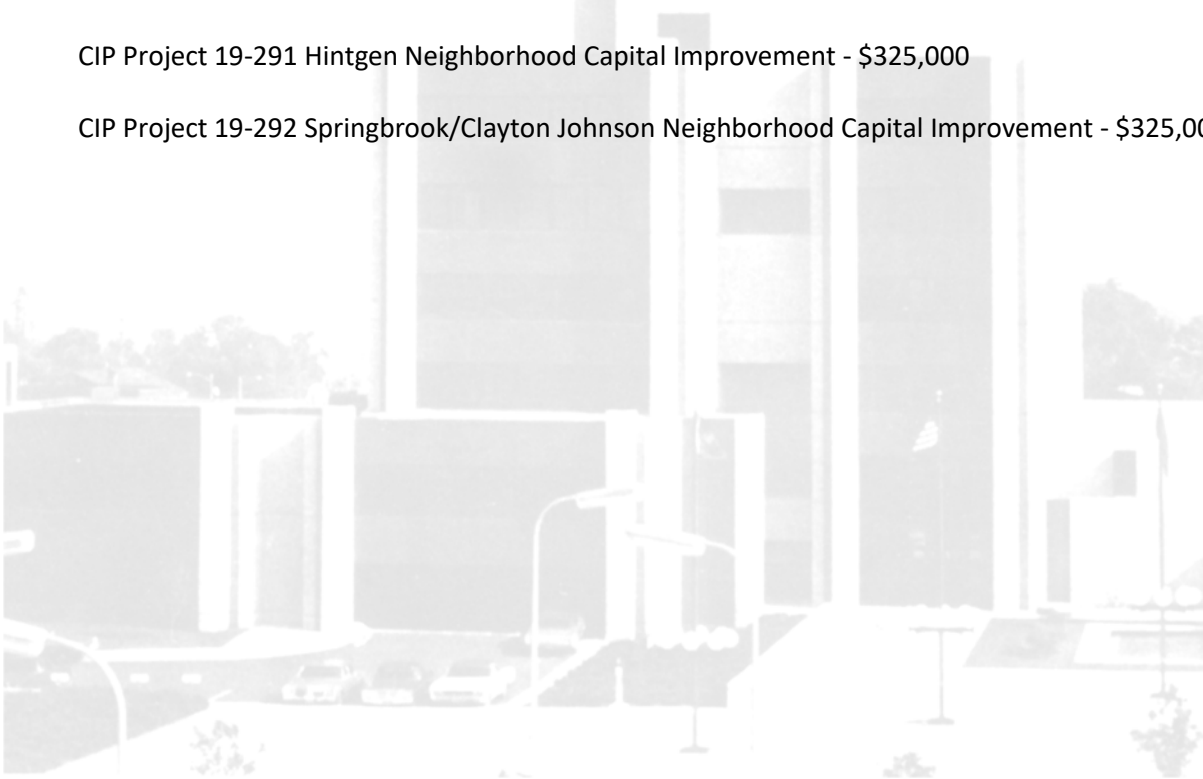 CIP Project 19-291 Hintgen Neighborhood Capital Improvement - $325,000
CIP Project 19-292 Springbrook/Clayton Johnson Neighborhood Capital Improvement - $325,00